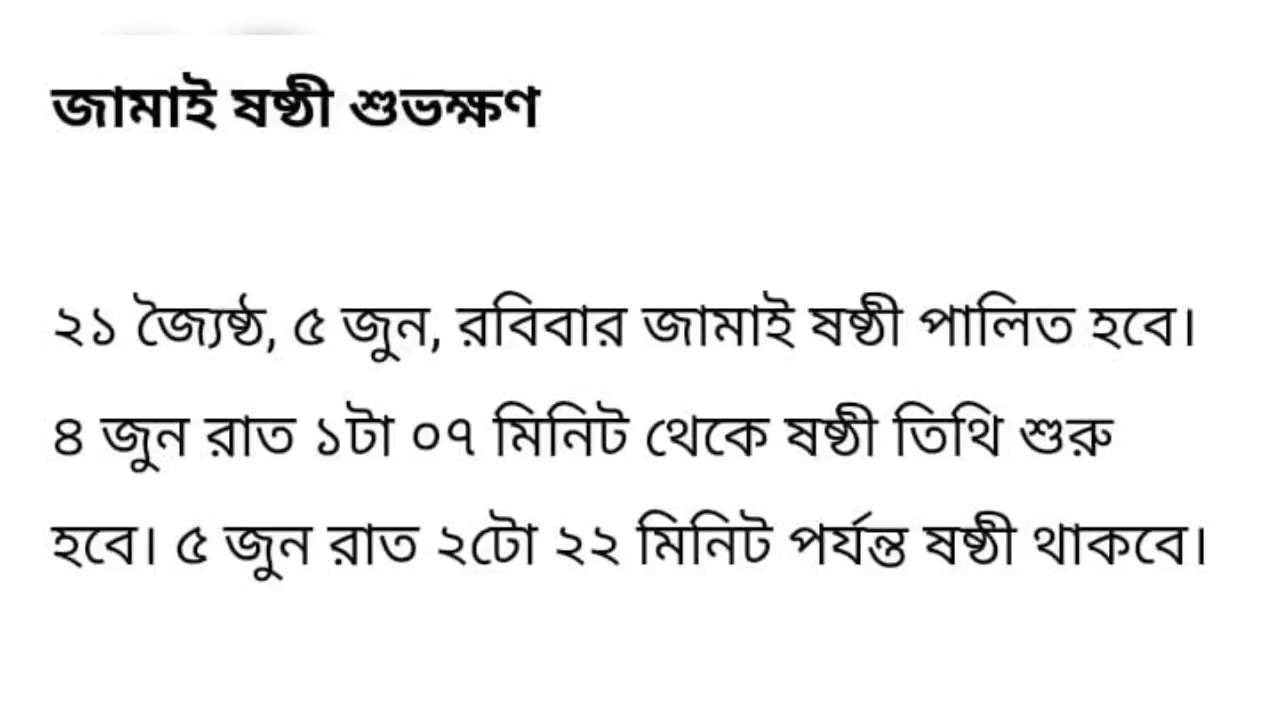 জামাই ষষ্ঠী শুভক্ষণ
২১ জ্যৈষ্ঠ, ৫ জুন, রবিবার জামাই ষষ্ঠী পালিত হবে।
৪ জুন রাত ১টা ০৭ মিনিট থেকে ষষ্ঠী তিথি শুরু
হবে। ৫ জুন রাত ২টো ২২ মিনিট পর্যন্ত ষষ্ঠী থাকবে।